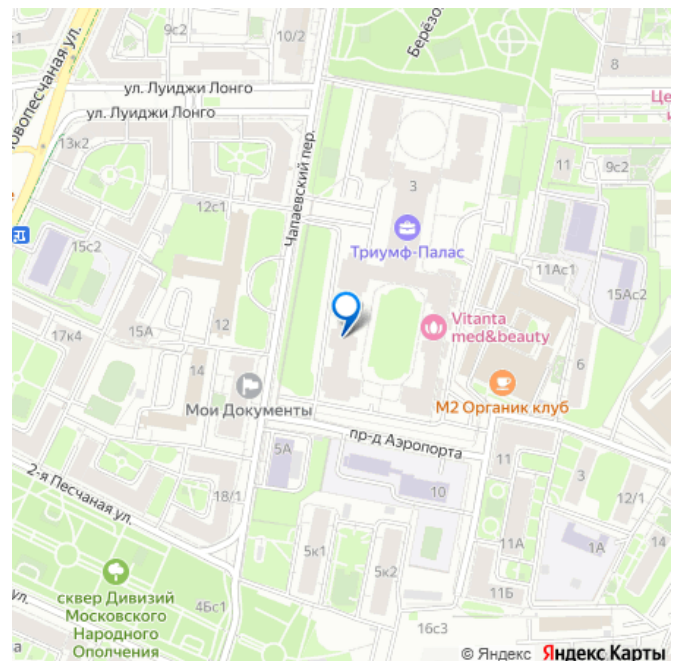 9с2
10/2
Берёзо
8
овопесчаная ул.
ул. Луиджи Лонго
ул. Луиджи Лонго
Це
к
13к2
Чапаевский пер.
3
11
9с2
12с1
Триумф-Палас
15с2
11Ас1
15Ас2
17к4
15А
12
Vitanta
med&beauty
14
6
Мои Документы
М2 Органик клуб
пр-д Аэропорта
2-я Песчаная ул.
5А
11
3
18/1
10
12/1
11А
1А
14
5к1
5к2
сквер Дивизий
Московского
Народного
Ополчения
4Бс1
11Б
ул.
16с3
а
© Яндекс Яндекс Карты